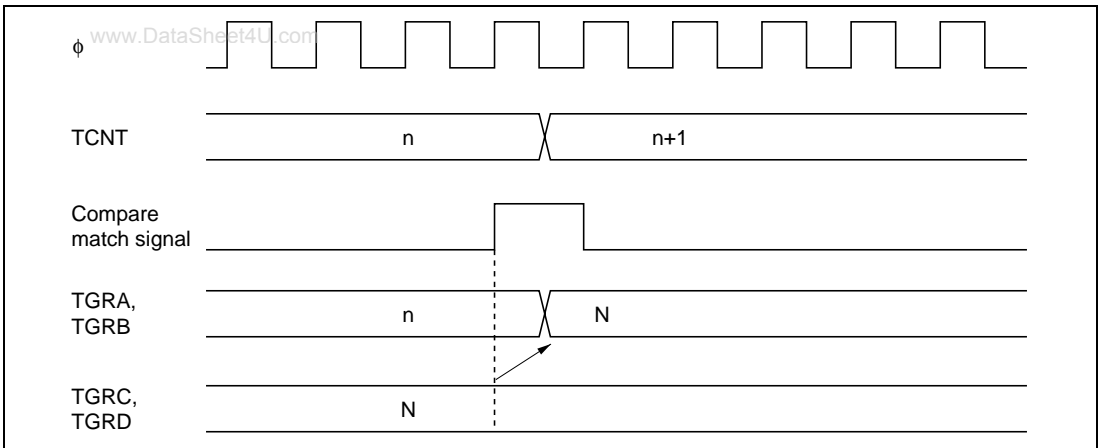 ϕ www.DataSheet4U.com
TCNT n n+1
Compare
match signal
TGRA,
TGRB n N
TGRC,
TGRD N